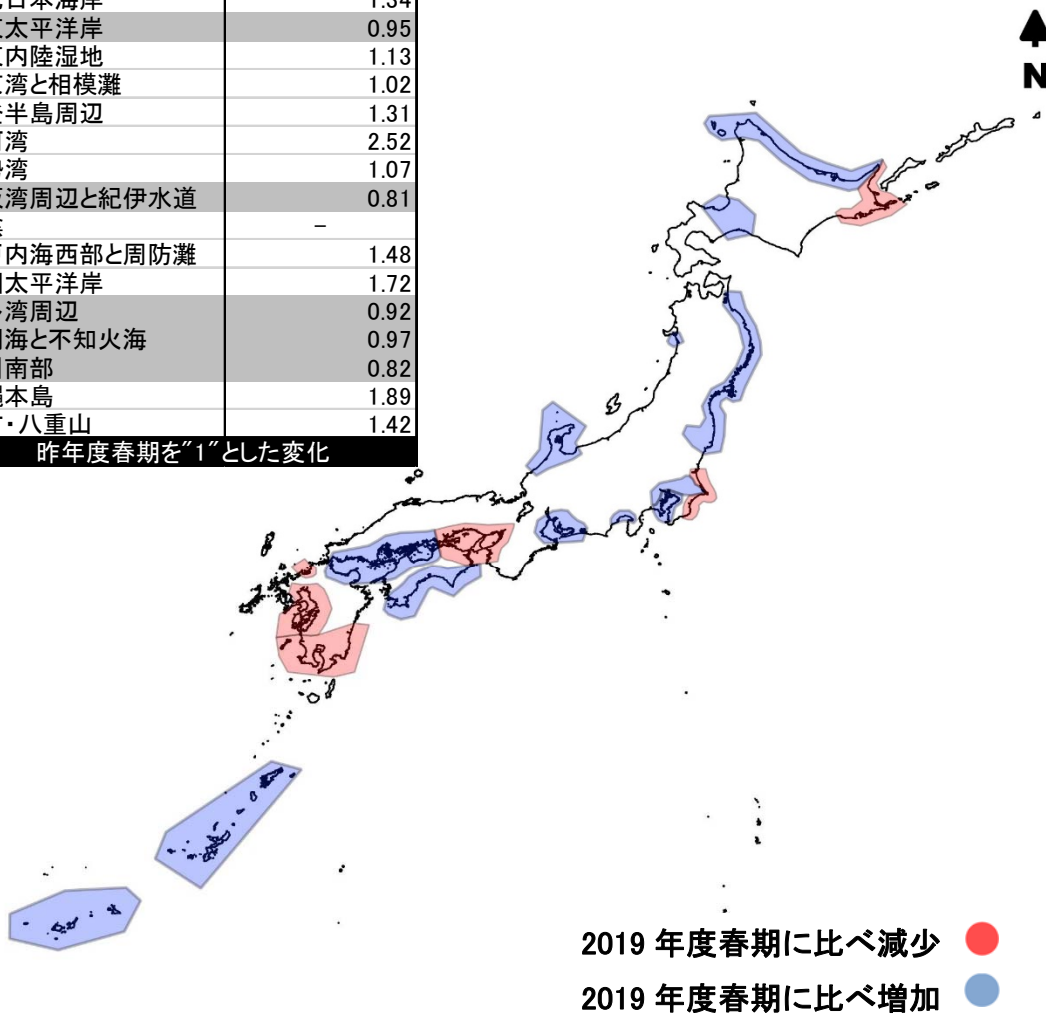 日本海岸 1.34
太平洋岸 0.95
内陸湿地 1.13
湾と相模灘 1.02
半島周辺 1.31
湾 2.52
湾 1.07
湾周辺と紀伊水道 0.81
–
内海西部と周防灘 1.48
太平洋岸 1.72
湾周辺 0.92
海と不知火海 0.97
南部 0.82
本島 1.89
・八重山 1.42
昨年度春期を"1"とした変化
N
2019 年度春期に比べ減少
2019 年度春期に比べ増加